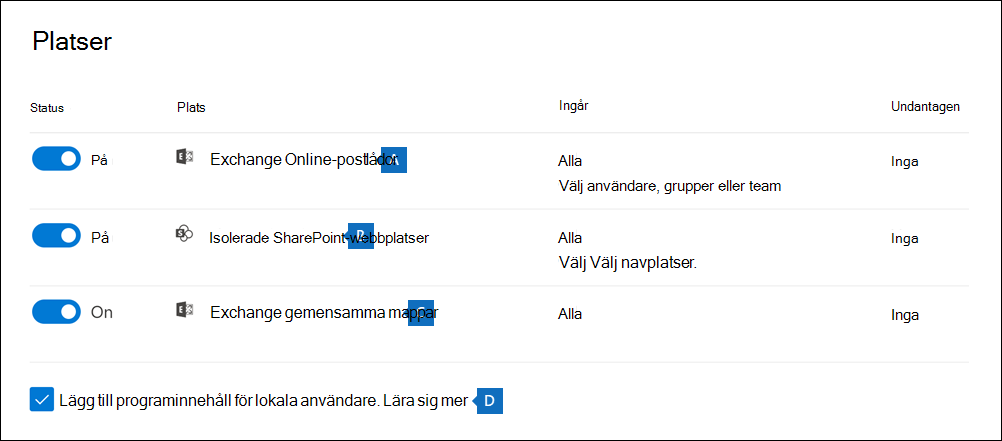 Platser
Status Plats Ingår Undantagen
På Exchange Online-postlådor A Alla Inga
Välj användare, grupper eller team
På Isolerade SharePoint-webbplatser Alla Inga
Välj Välj navplatser.
On Exchange gemensamma mappar Alla Inga
Lägg till programinnehåll för lokala användare. Lära sig mer D